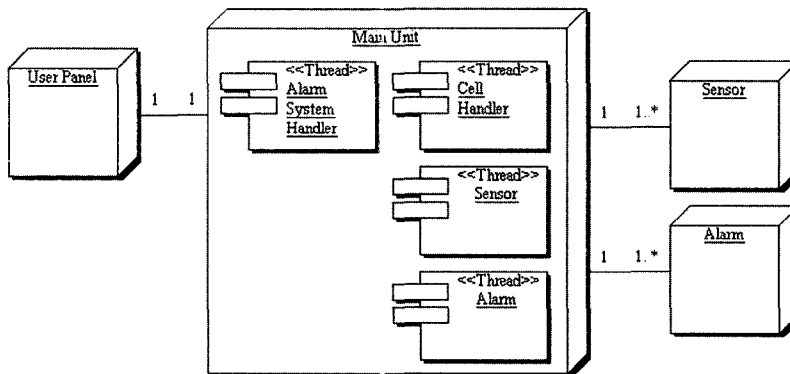 Main Unit
User Panel
1 1
<<Thread>>
Alarm
System
Handler
<<Thread>>
Cell
Handler
<<Thread>>
Sensor
<<Thread>>
Alarm
1 1..*
Sensor
1 1..*
Alarm